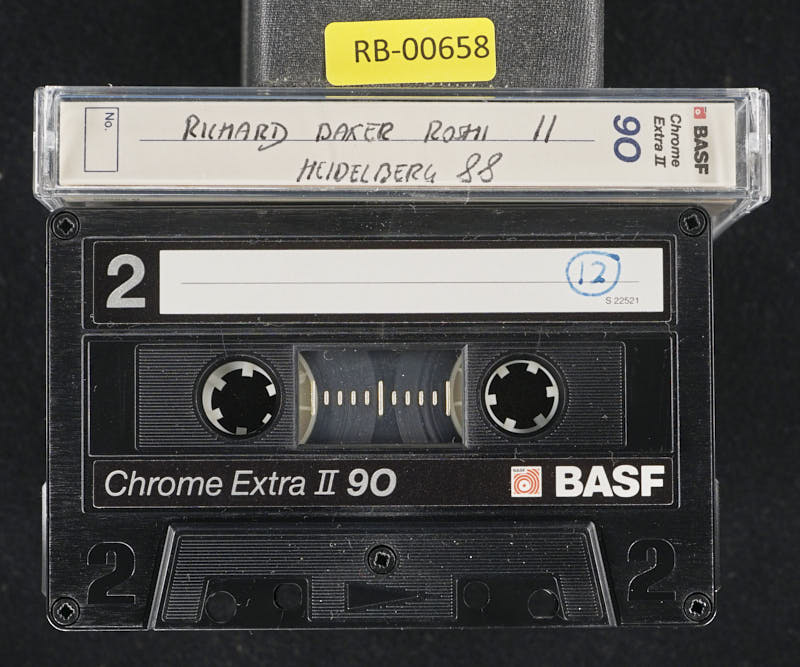 RB-00658
No.
RICHARD BAKER ROSHI II
HEIDELBERG 88
90
Chrome
Extra II
BASF
2
12
S 22521
Chrome Extra II 90
BASF
BASF
2
2